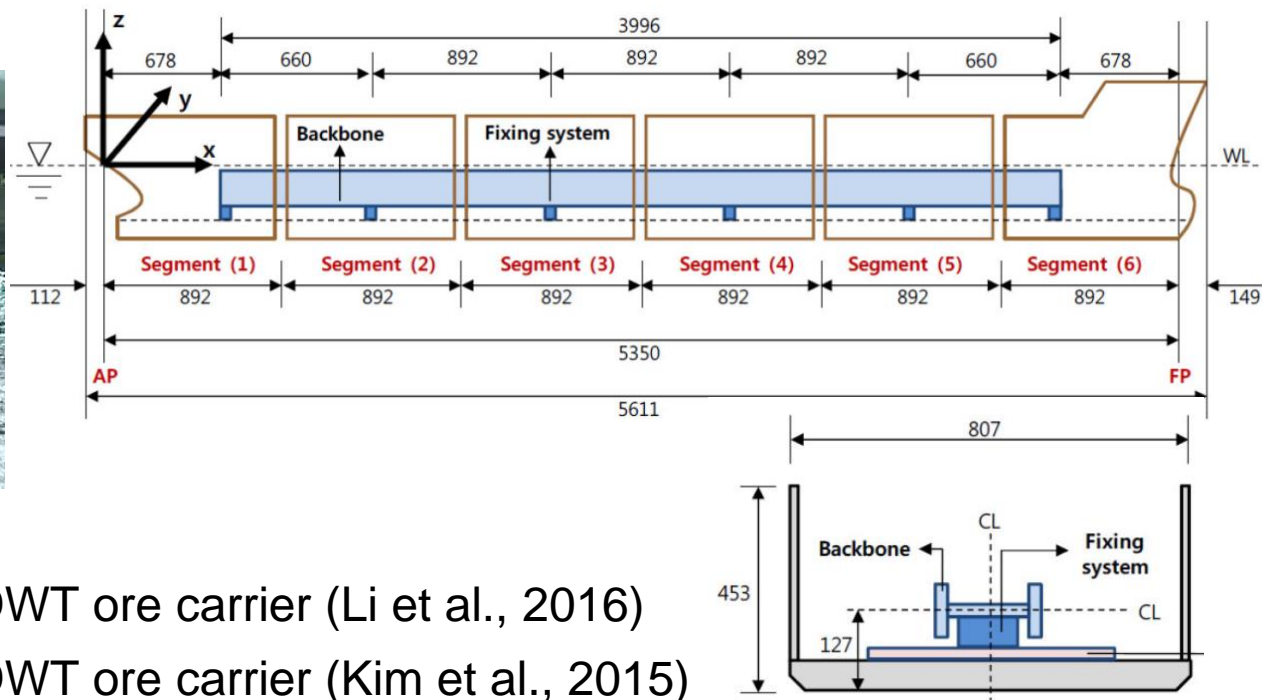 z
3996
678 660 892 892 892 660 678
y
Backbone Fixing system
x
WL
Segment (1) Segment (2) Segment (3) Segment (4) Segment (5) Segment (6)
112 892 892 892 892 892 892 149
5350
AP FP
5611
807
CL
Backbone Fixing
system
453
CL
127
WT ore carrier (Li et al., 2016)
WT ore carrier (Kim et al., 2015)